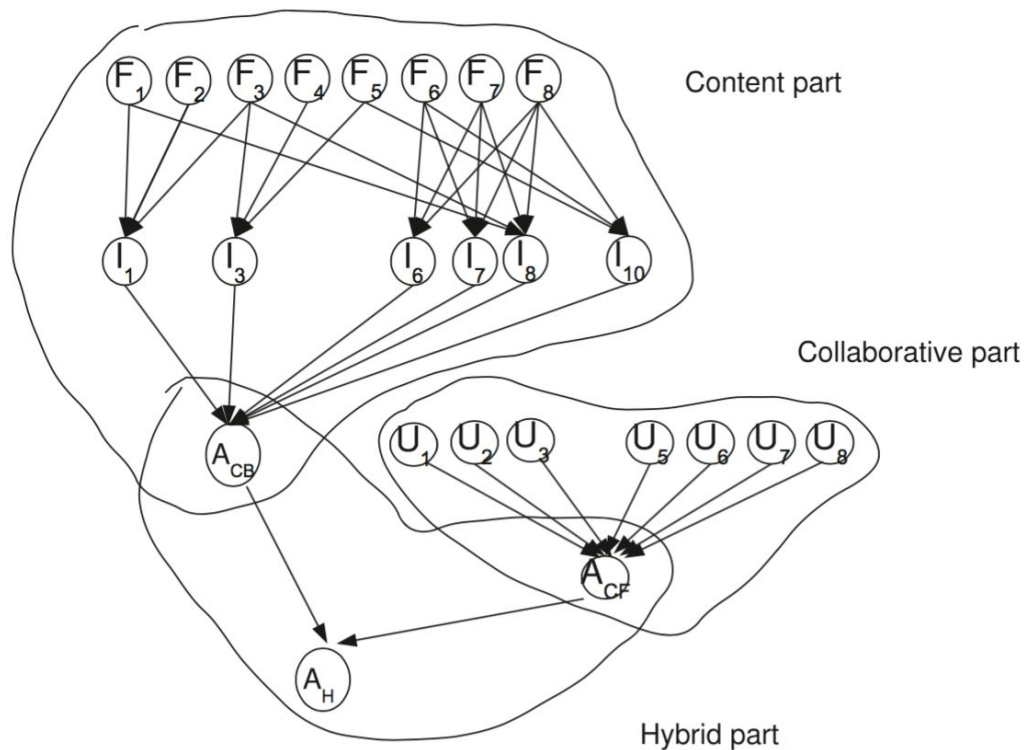 F1 F2 F3 F4 F5 F6 F7 F8
Content part
I1 I3 I6 I7 I8 I10
Collaborative part
ACB
U1 U2 U3 U5 U6 U7 U8
ACF
AH
Hybrid part